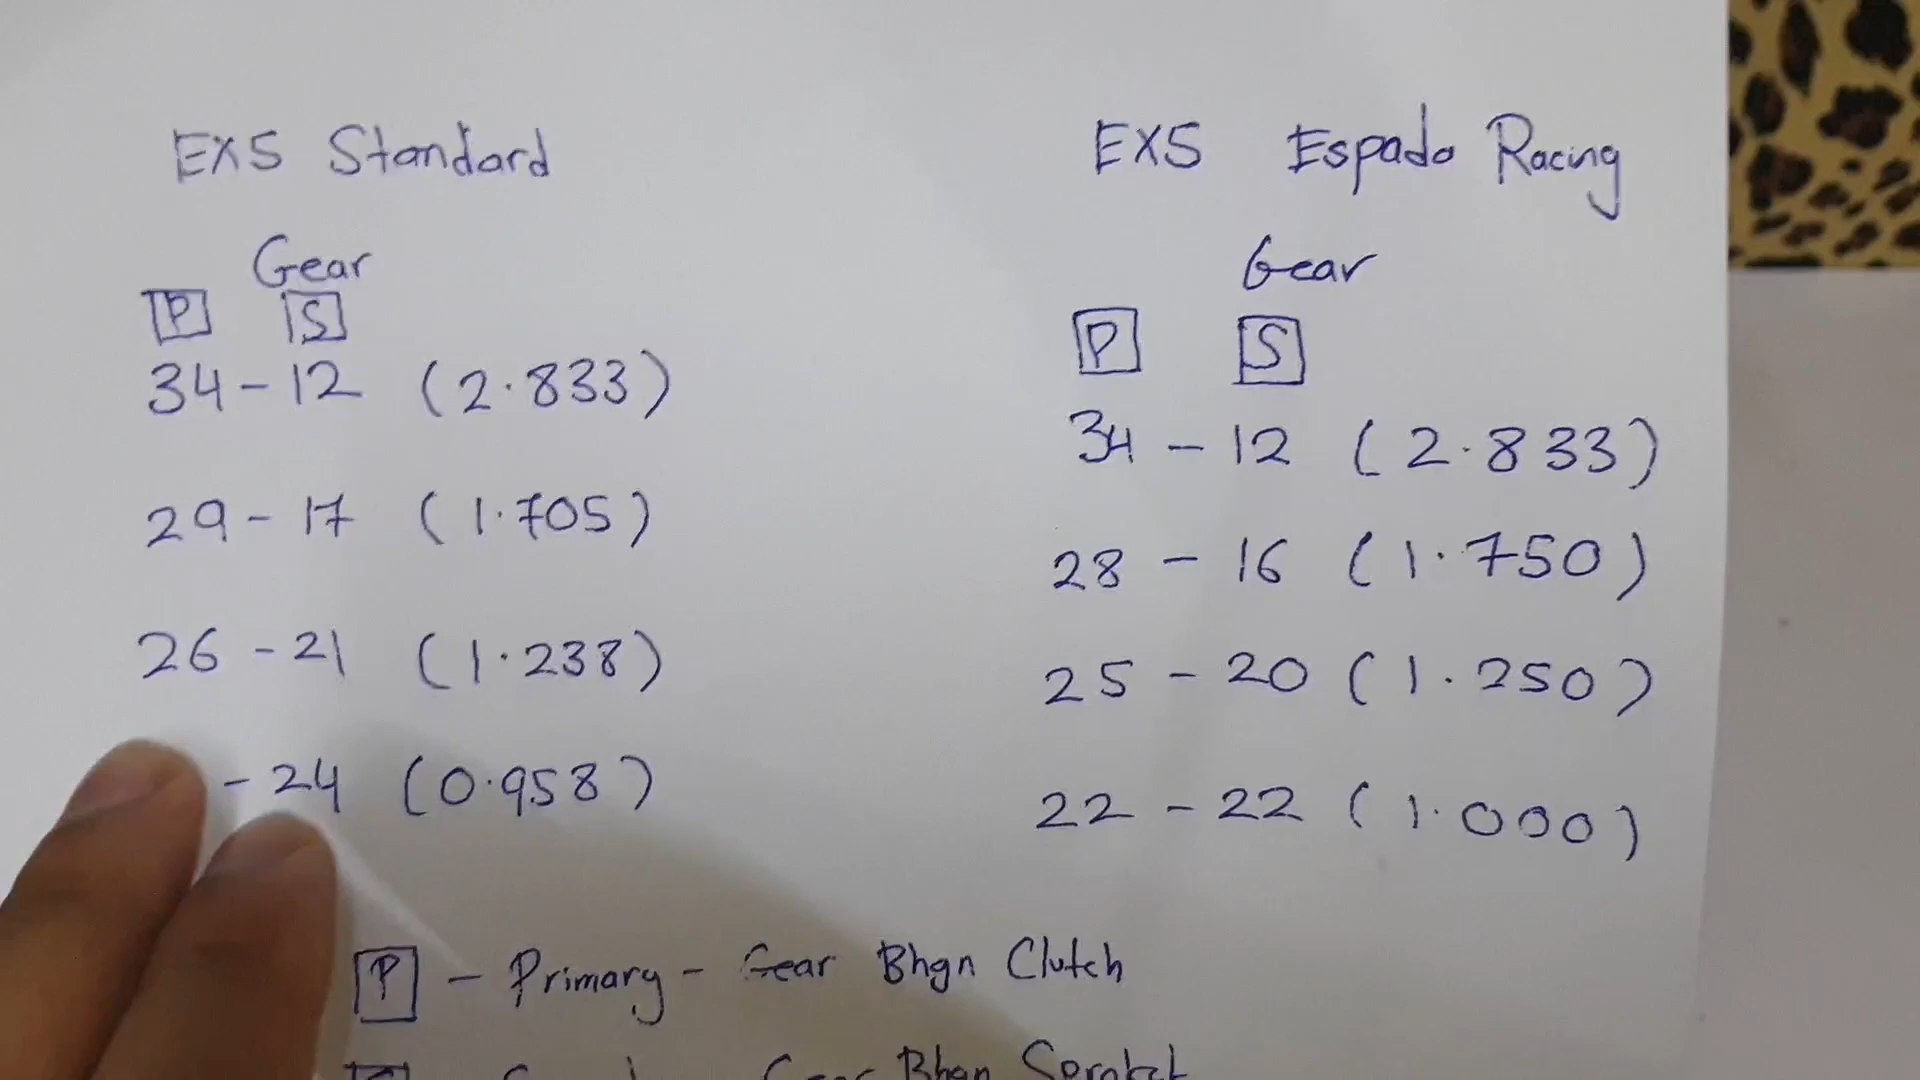 EX5 Standard
Gear
P S
34 - 12 (2.833)
29 - 17 (1.705)
26 - 21 (1.238)
- 24 (0.958)
EX5 Espado Racing
Gear
P S
34 - 12 (2.833)
28 - 16 (1.750)
25 - 20 (1.250)
22 - 22 (1.000)
P - Primary - Gear Bhgn Clutch
Gear Bhgn